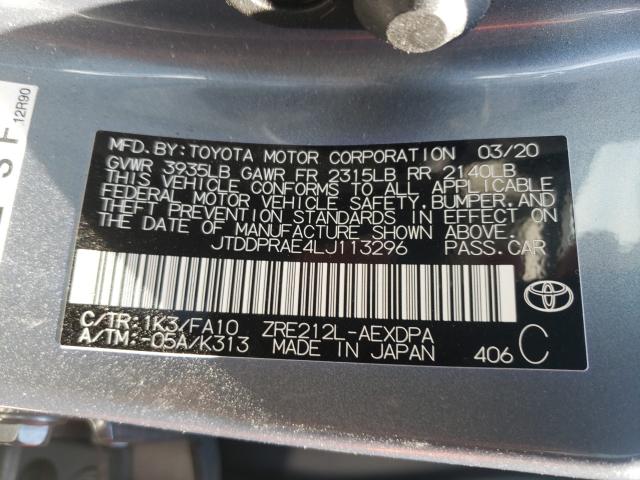 MFD. BY: TOYOTA MOTOR CORPORATION 03/20
GVWR 3935LB GAWR FR 2315LB RR 2140LB
THIS VEHICLE CONFORMS TO ALL APPLICABLE
FEDERAL MOTOR VEHICLE SAFETY, BUMPER, AND
THEFT PREVENTION STANDARDS IN EFFECT ON
THE DATE OF MANUFACTURE SHOWN ABOVE.
JTDDPRAE4LJ113296 PASS. CAR
C/TR: 1K3/FA10 ZRE212L-AEXDPA
A/TM: -05A/K313 MADE IN JAPAN 406 C
12R90